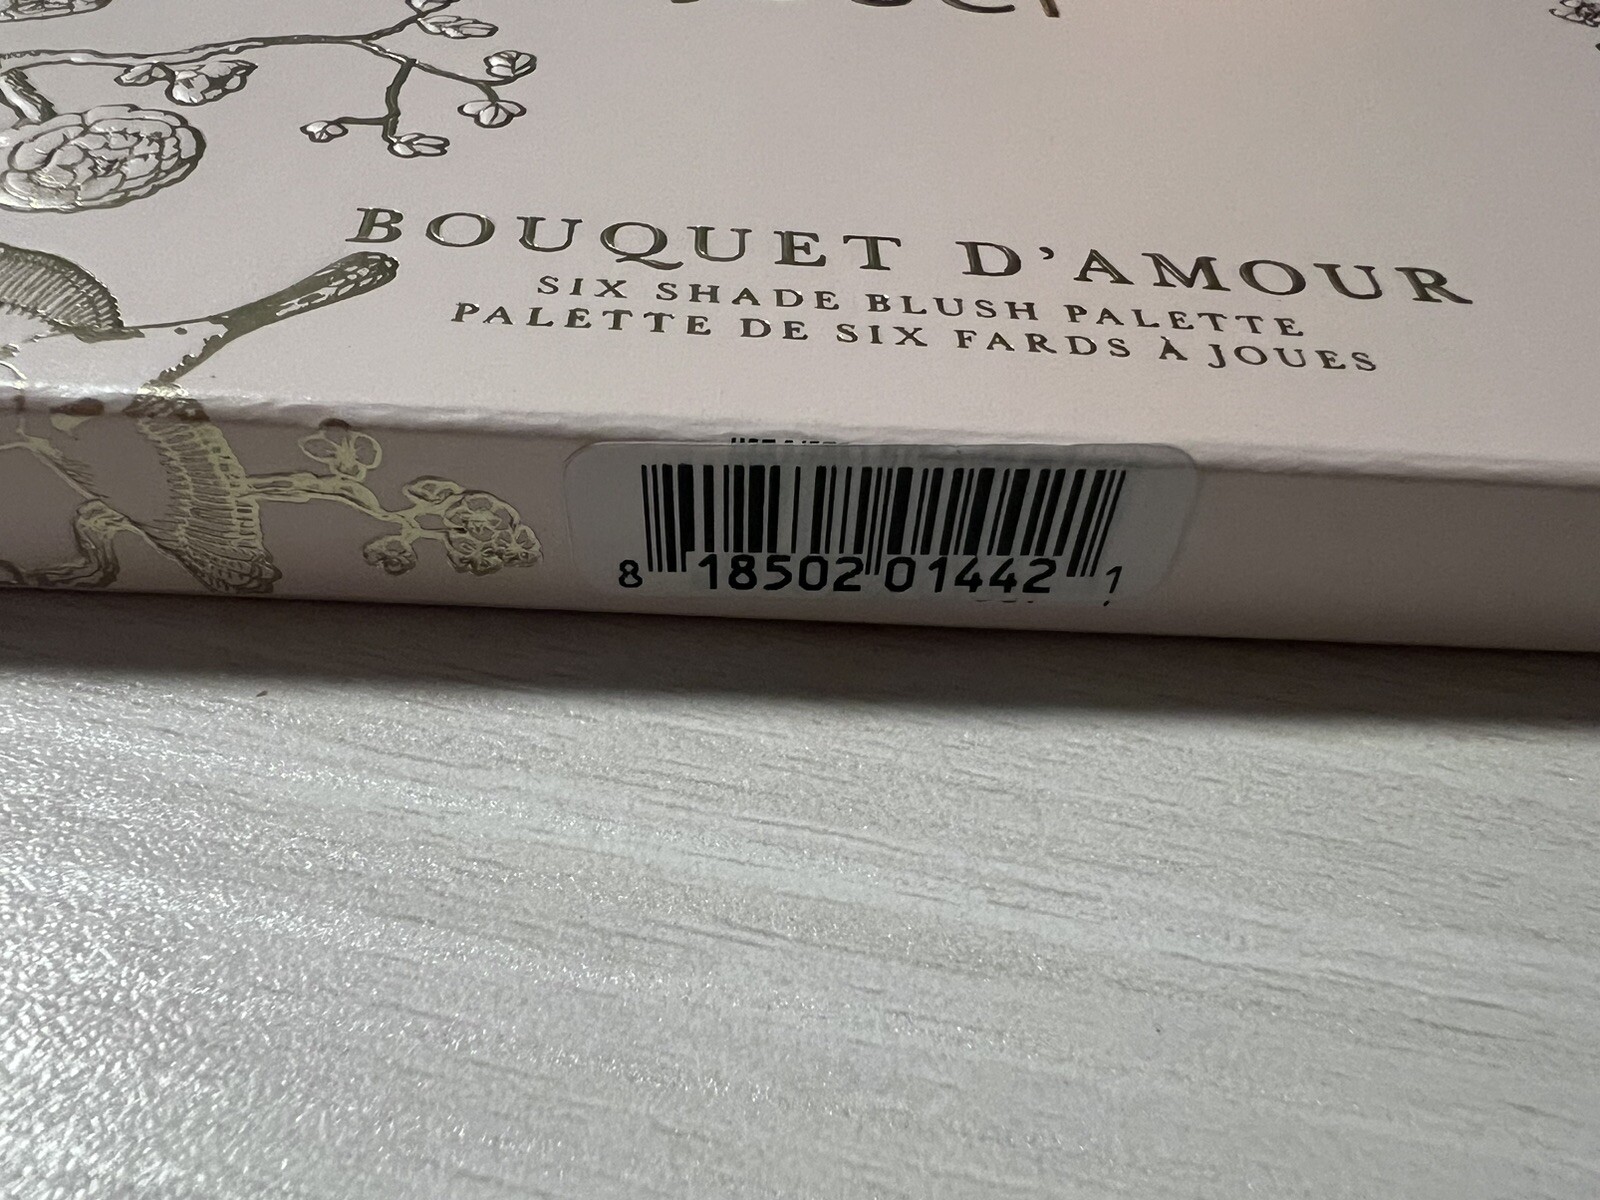 BOUQUET D'AMOUR
SIX SHADE BLUSH PALETTE
PALETTE DE SIX FARDS À JOUES
8 18502 01442 1